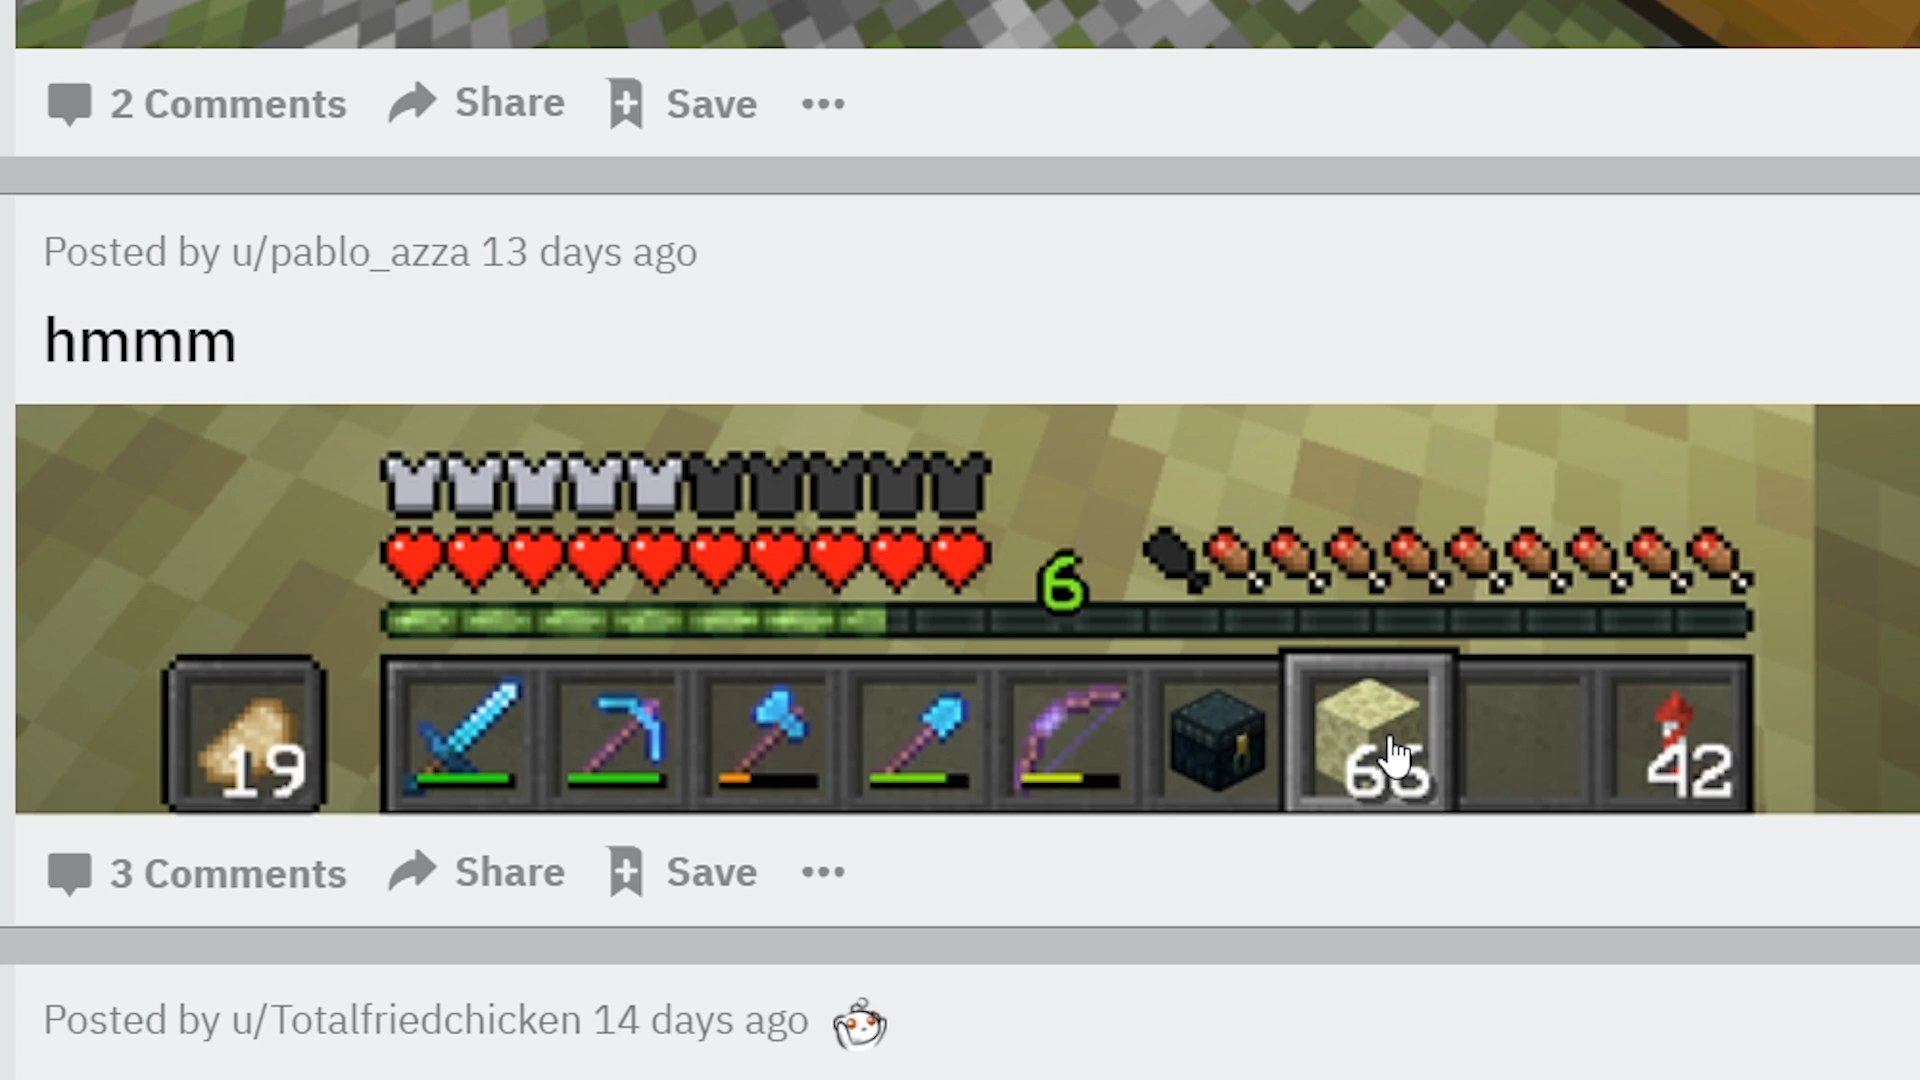 2 Comments Share Save •••
Posted by u/pablo_azza 13 days ago
hmmm
6
19 66 42
3 Comments Share Save •••
Posted by u/Totalfriedchicken 14 days ago